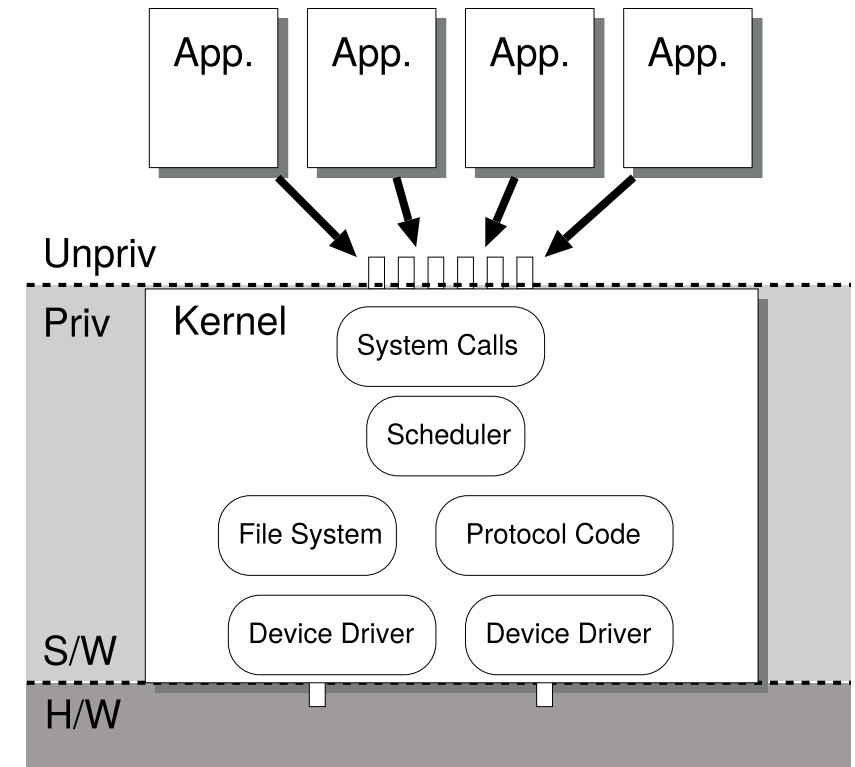 App. App. App. App.
Unpriv
Priv
Kernel
System Calls
Scheduler
File System
Protocol Code
Device Driver
Device Driver
S/W
H/W